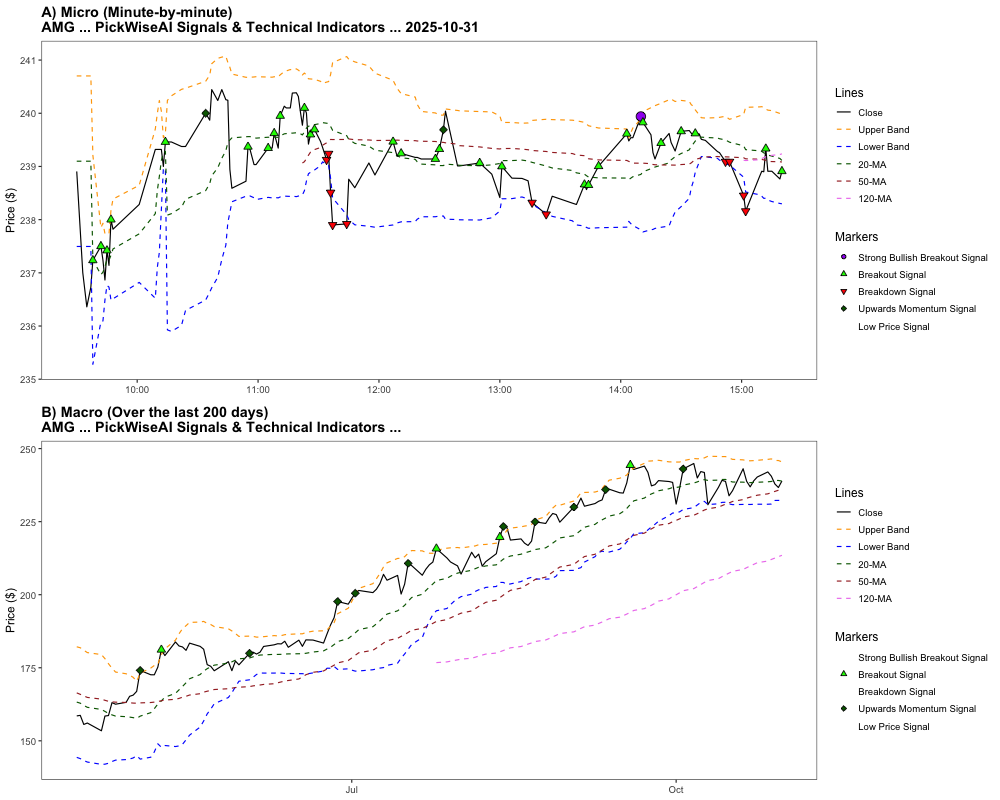 A) Micro (Minute-by-minute)
AMG ... PickWiseAI Signals & Technical Indicators ... 2025-10-31
Price ($)
241
240
239
238
237
236
235
10:00
11:00
12:00
13:00
14:00
15:00
Lines
Close
Upper Band
Lower Band
20-MA
50-MA
120-MA
Markers
Strong Bullish Breakout Signal
Breakout Signal
Breakdown Signal
Upwards Momentum Signal
Low Price Signal
B) Macro (Over the last 200 days)
AMG ... PickWiseAI Signals & Technical Indicators ...
Price ($)
250
225
200
175
150
Jul
Oct
Lines
Close
Upper Band
Lower Band
20-MA
50-MA
120-MA
Markers
Strong Bullish Breakout Signal
Breakout Signal
Breakdown Signal
Upwards Momentum Signal
Low Price Signal